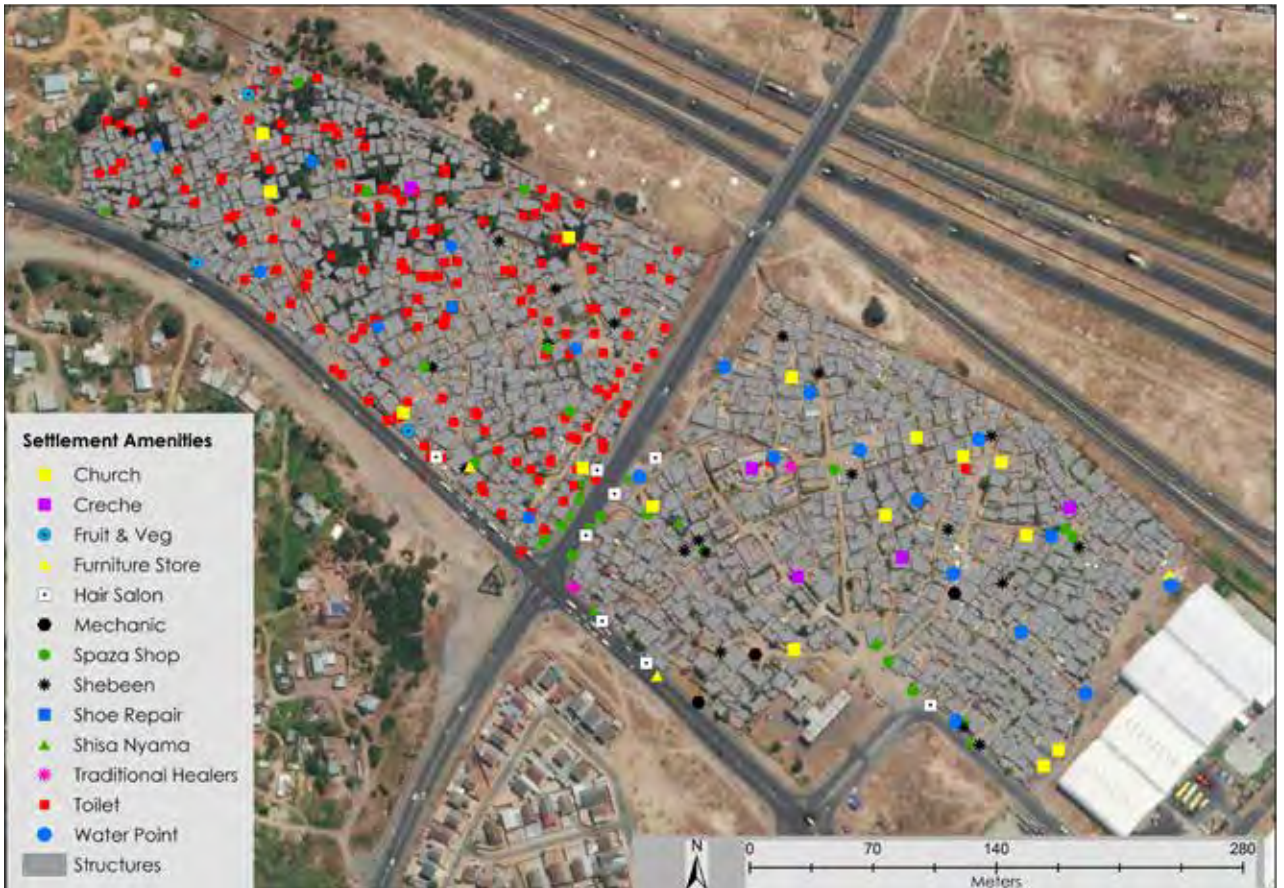 Settlement Amenities
Church
Creche
Fruit & Veg
Furniture Store
Hair Salon
Mechanic
Spaza Shop
Shebeen
Shoe Repair
Shisa Nyama
Traditional Healers
Toilet
Water Point
Structures
N
0 70 140 280
Meters